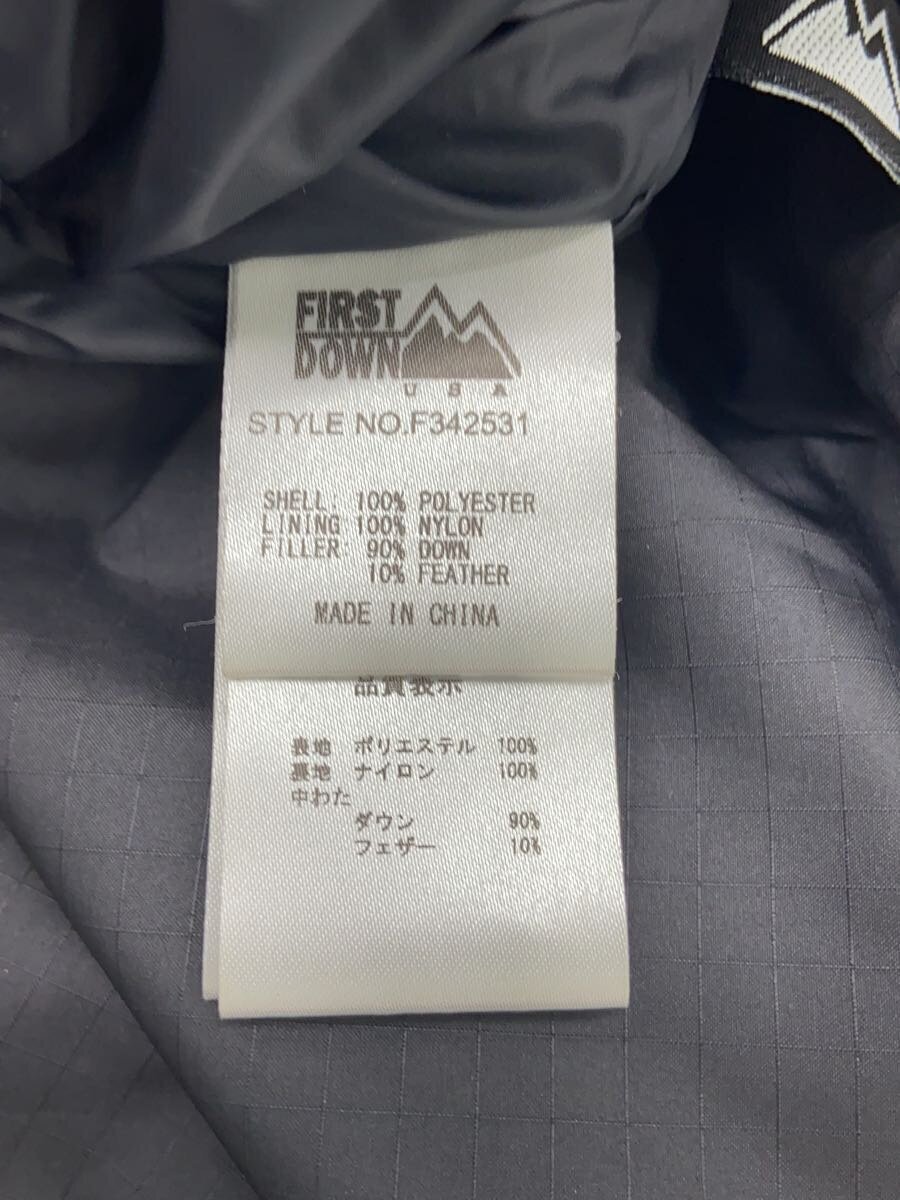 FIRST
DOWN
USA
STYLE NO.F342531
SHELL: 100% POLYESTER
LINING 100% NYLON
FILLER: 90% DOWN
10% FEATHER
MADE IN CHINA
品質表示
表地 ポリエステル 100%
裏地 ナイロン 100%
中わた
ダウン 90%
フェザー 10%